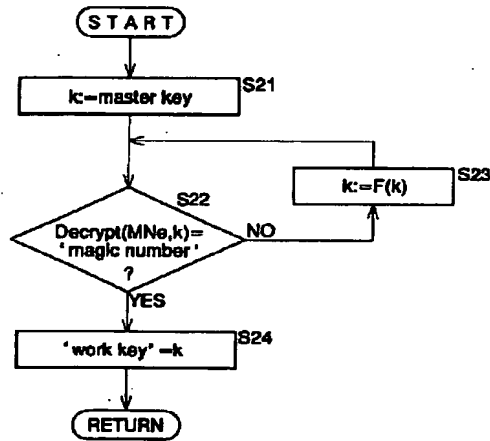 START
k:=master key
S21
S22
Decrypt(MNe,k)=
'magic number'
?
NO
k:=F(k)
S23
YES
'work key' =k
S24
RETURN